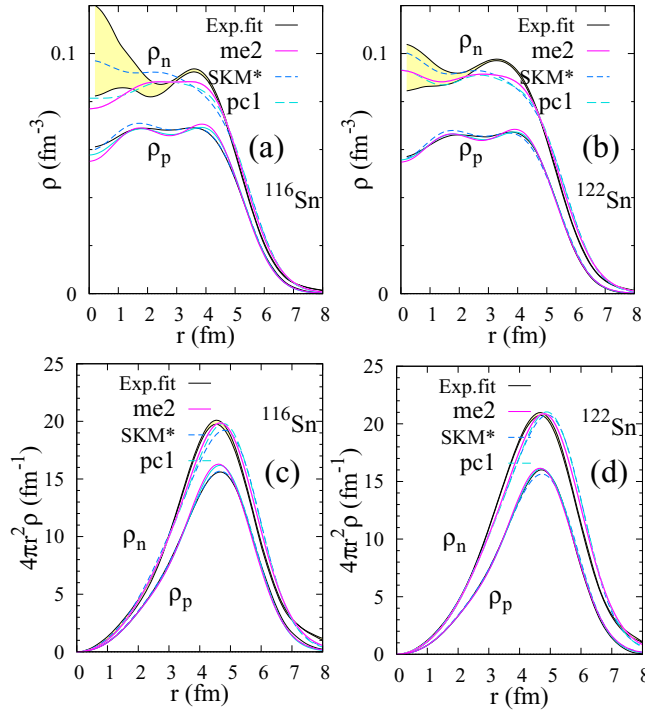 0.1
0
ρ (fm⁻³)
ρₙ
ρₚ
Exp.fit
me2
SKM*
pc1
(a)
¹¹⁶Sn
0 1 2 3 4 5 6 7 8
r (fm)
0.1
0
ρ (fm⁻³)
ρₙ
ρₚ
Exp.fit
me2
SKM*
pc1
(b)
¹²²Sn
0 1 2 3 4 5 6 7 8
r (fm)
25
20
15
10
5
0
4πr²ρ (fm⁻¹)
Exp.fit
me2
SKM*
pc1
¹¹⁶Sn
(c)
ρₙ
ρₚ
0 1 2 3 4 5 6 7 8
r (fm)
25
20
15
10
5
0
4πr²ρ (fm⁻¹)
Exp.fit
me2
SKM*
pc1
¹²²Sn
(d)
ρₙ
ρₚ
0 1 2 3 4 5 6 7 8
r (fm)